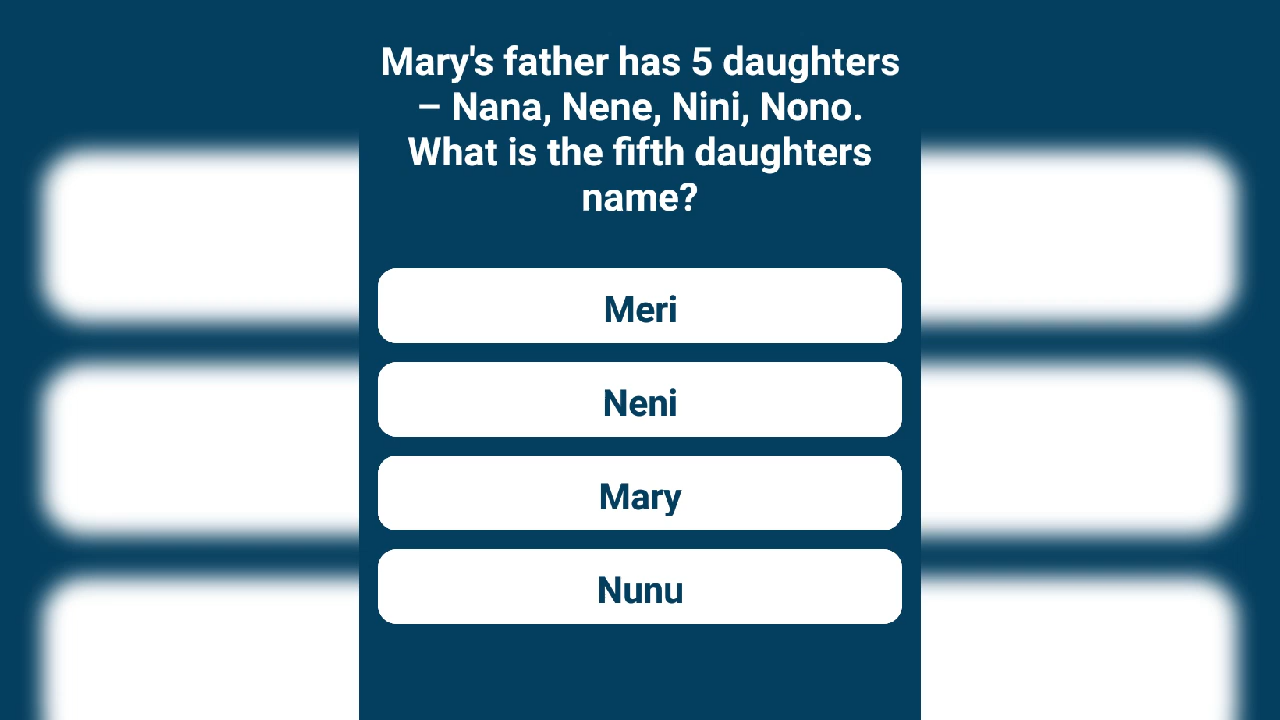 Mary's father has 5 daughters
– Nana, Nene, Nini, Nono.
What is the fifth daughters
name?
Meri
Neni
Mary
Nunu